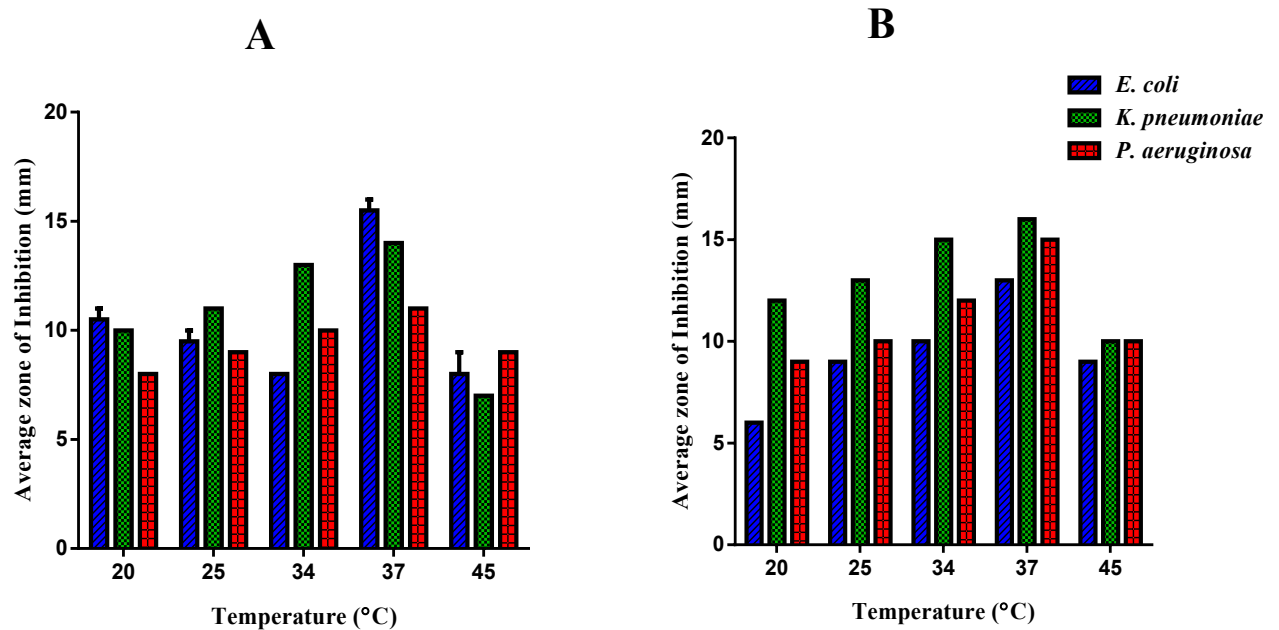 A
Average zone of Inhibition (mm)
20
15
10
5
0
20 25 34 37 45
Temperature (°C)
B
E. coli
K. pneumoniae
P. aeruginosa
Average zone of Inhibition (mm)
20
15
10
5
0
20 25 34 37 45
Temperature (°C)